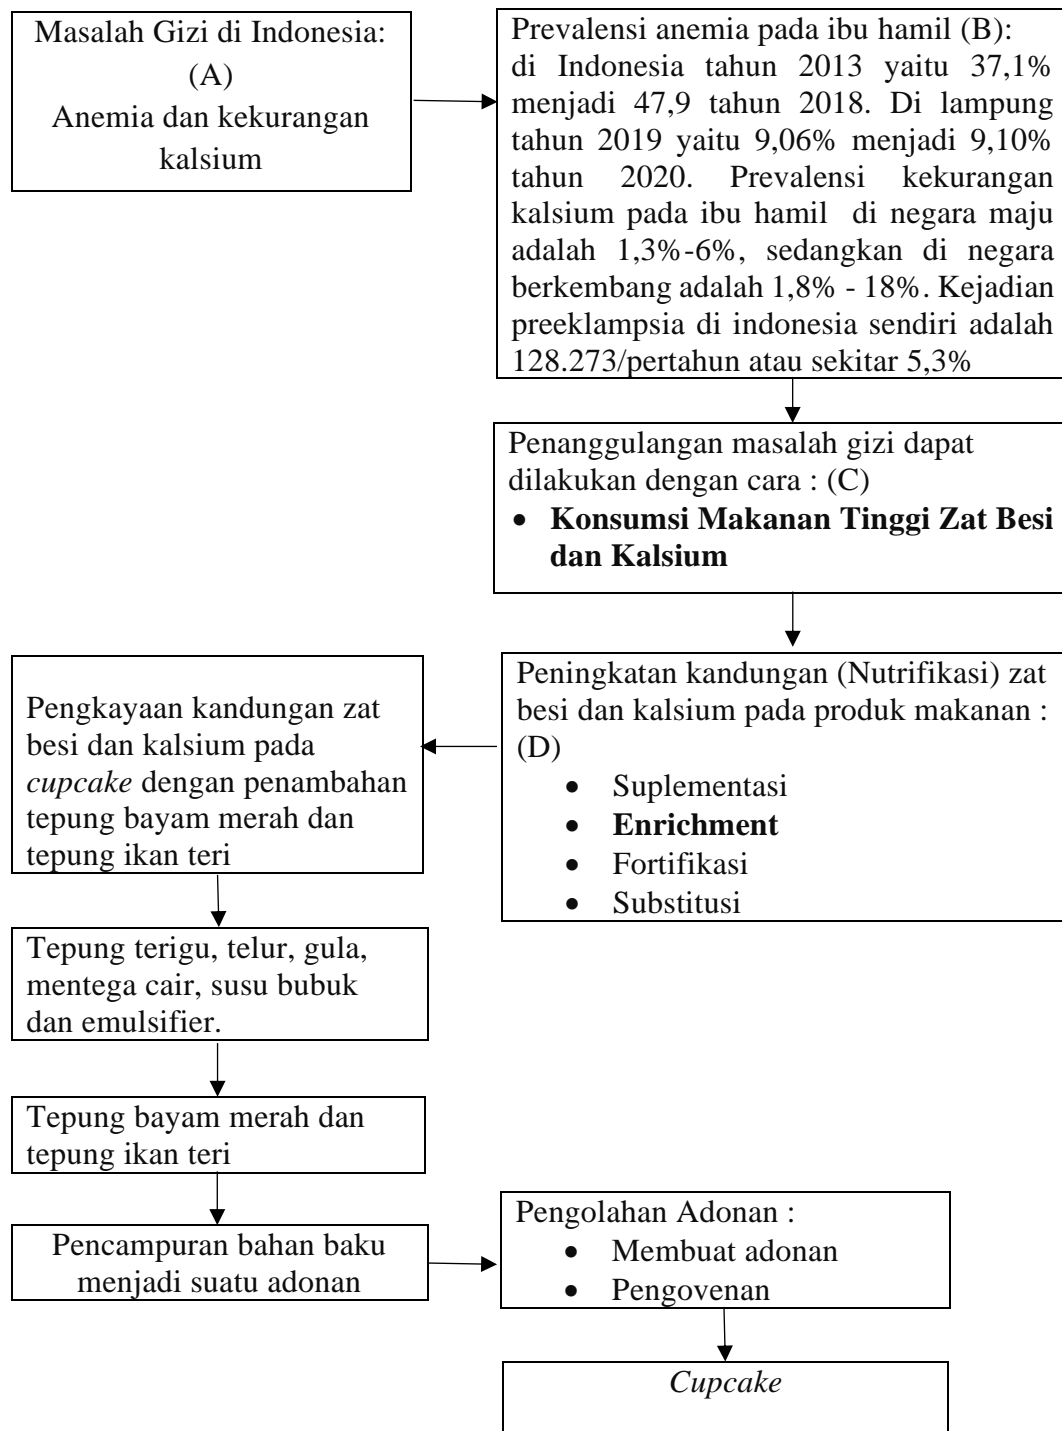 Masalah Gizi di Indonesia:
(A)
Anemia dan kekurangan
kalsium
Prevalensi anemia pada ibu hamil (B):
di Indonesia tahun 2013 yaitu 37,1%
menjadi 47,9 tahun 2018. Di lampung
tahun 2019 yaitu 9,06% menjadi 9,10%
tahun 2020. Prevalensi kekurangan
kalsium pada ibu hamil di negara maju
adalah 1,3%-6%, sedangkan di negara
berkembang adalah 1,8% - 18%. Kejadian
preeklampsia di indonesia sendiri adalah
128.273/pertahun atau sekitar 5,3%
Penanggulangan masalah gizi dapat
dilakukan dengan cara : (C)
• Konsumsi Makanan Tinggi Zat Besi
dan Kalsium
Peningkatan kandungan (Nutrifikasi) zat
besi dan kalsium pada produk makanan :
(D)
• Suplementasi
• Enrichment
• Fortifikasi
• Substitusi
Pengkayaan kandungan zat
besi dan kalsium pada
cupcake dengan penambahan
tepung bayam merah dan
tepung ikan teri
Tepung terigu, telur, gula,
mentega cair, susu bubuk
dan emulsifier.
Tepung bayam merah dan
tepung ikan teri
Pencampuran bahan baku
menjadi suatu adonan
Pengolahan Adonan :
• Membuat adonan
• Pengovenan
Cupcake